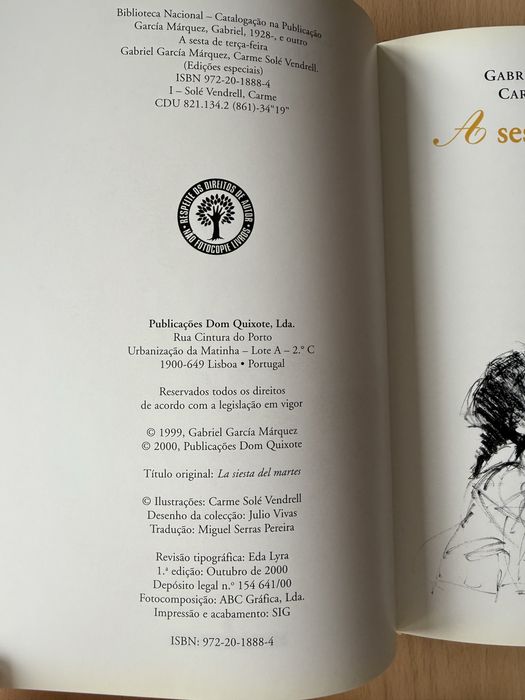 Biblioteca Nacional – Catalogação na Publicação
García Márquez, Gabriel, 1928-, e outro
A sesta de terça-feira
Gabriel García Márquez, Carme Solé Vendrell.
(Edições especiais)
ISBN 972-20-1888-4
I – Solé Vendrell, Carme
CDU 821.134.2 (861)-34"19"
RESPEITE OS DIREITOS DE AUTOR
NÃO FOTOCOPIE LIVROS
Publicações Dom Quixote, Lda.
Rua Cintura do Porto
Urbanização da Matinha – Lote A – 2.º C
1900-649 Lisboa • Portugal
Reservados todos os direitos
de acordo com a legislação em vigor
© 1999, Gabriel García Márquez
© 2000, Publicações Dom Quixote
Título original: La siesta del martes
© Ilustrações: Carme Solé Vendrell
Desenho da colecção: Julio Vivas
Tradução: Miguel Serras Pereira
Revisão tipográfica: Eda Lyra
1.ª edição: Outubro de 2000
Depósito legal n.º 154 641/00
Fotocomposição: ABC Gráfica, Lda.
Impressão e acabamento: SIG
ISBN: 972-20-1888-4
GABR
CAR
A ses